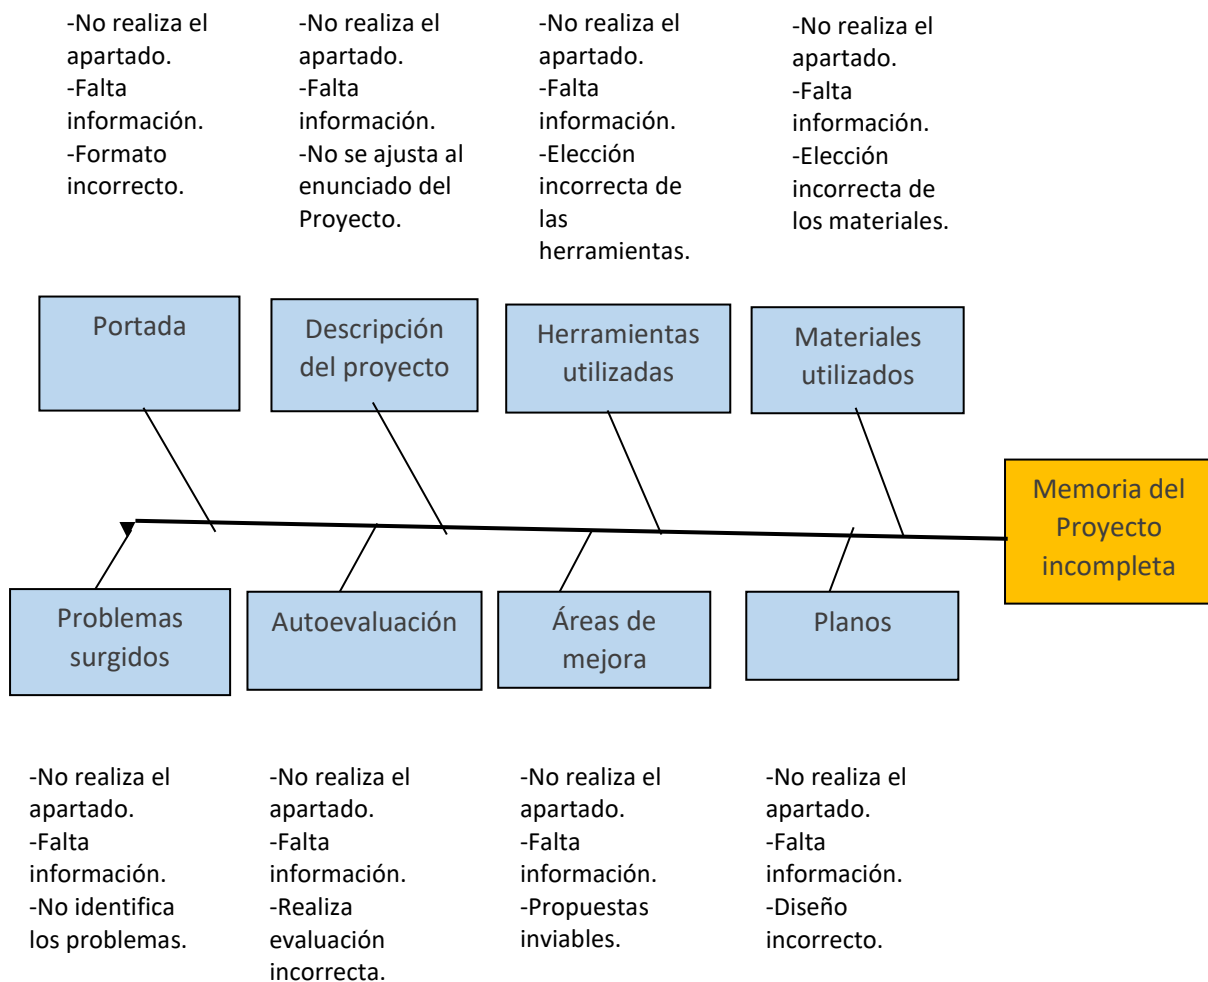 -No realiza el
apartado.
-Falta
información.
-Formato
incorrecto.
-No realiza el
apartado.
-Falta
información.
-No se ajusta al
enunciado del
Proyecto.
-No realiza el
apartado.
-Falta
información.
-Elección
incorrecta de
las
herramientas.
-No realiza el
apartado.
-Falta
información.
-Elección
incorrecta de
los materiales.
Portada
Descripción
del proyecto
Herramientas
utilizadas
Materiales
utilizados
Memoria del
Proyecto
incompleta
Problemas
surgidos
Autoevaluación
Áreas de
mejora
Planos
-No realiza el
apartado.
-Falta
información.
-No identifica
los problemas.
-No realiza el
apartado.
-Falta
información.
-Realiza
evaluación
incorrecta.
-No realiza el
apartado.
-Falta
información.
-Propuestas
inviables.
-No realiza el
apartado.
-Falta
información.
-Diseño
incorrecto.